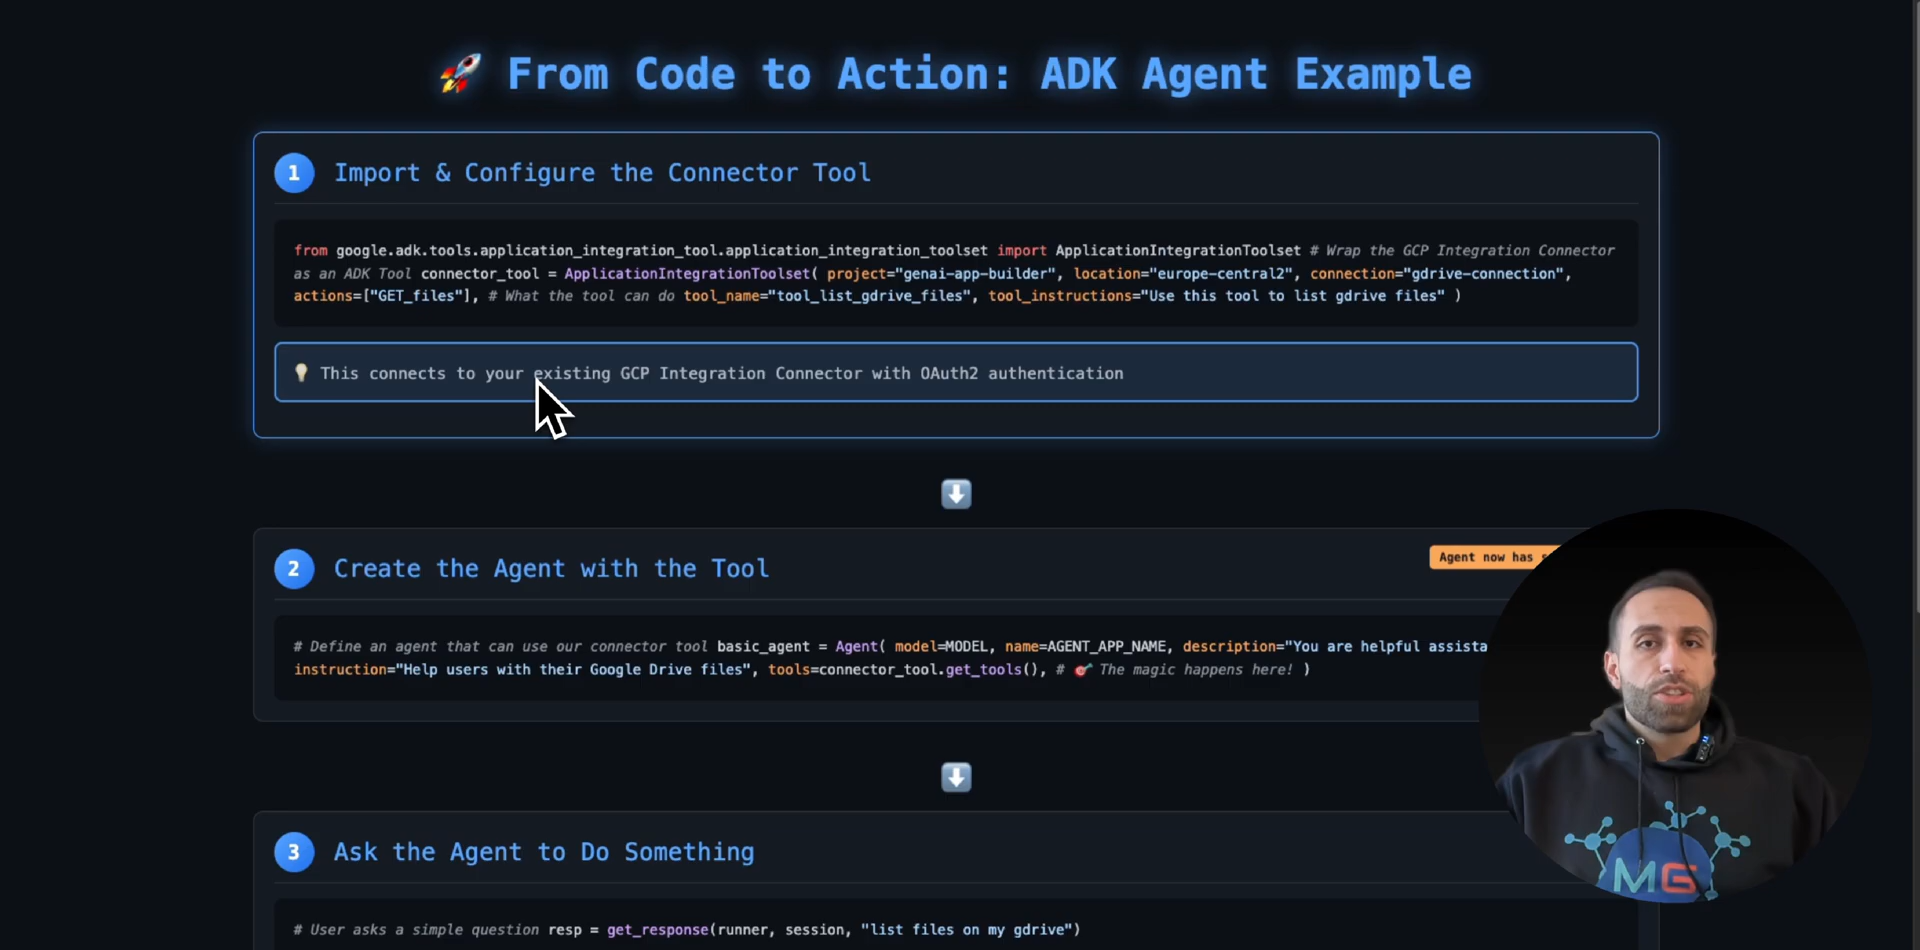 🚀 From Code to Action: ADK Agent Example
1 Import & Configure the Connector Tool
from google.adk.tools.application_integration_tool.application_integration_toolset import ApplicationIntegrationToolset # Wrap the GCP Integration Connector
as an ADK Tool connector_tool = ApplicationIntegrationToolset( project="genai-app-builder", location="europe-central2", connection="gdrive-connection",
actions=["GET_files"], # What the tool can do tool_name="tool_list_gdrive_files", tool_instructions="Use this tool to list gdrive files" )
💡 This connects to your existing GCP Integration Connector with OAuth2 authentication
⬇️
2 Create the Agent with the Tool
Agent now has
# Define an agent that can use our connector tool basic_agent = Agent( model=MODEL, name=AGENT_APP_NAME, description="You are helpful
instruction="Help users with their Google Drive files", tools=connector_tool.get_tools(), # 🎯 The magic happens here! )
⬇️
3 Ask the Agent to Do Something
# User asks a simple question resp = get_response(runner, session, "list files on my gdrive")
MG